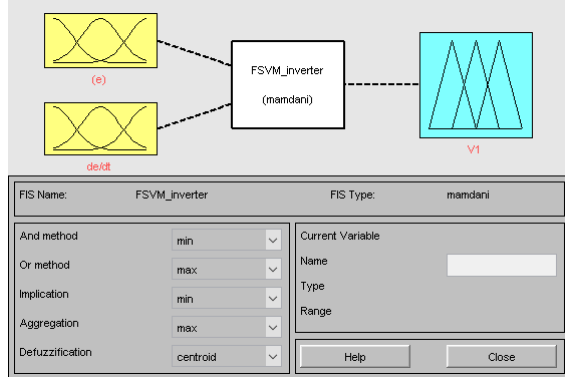 (e)
FSVM_inverter
(mamdani)
de/dt
V1
FIS Name: FSVM_inverter FIS Type: mamdani
And method min
Or method max
Implication min
Aggregation max
Defuzzification centroid
Current Variable
Name
Type
Range
Help Close